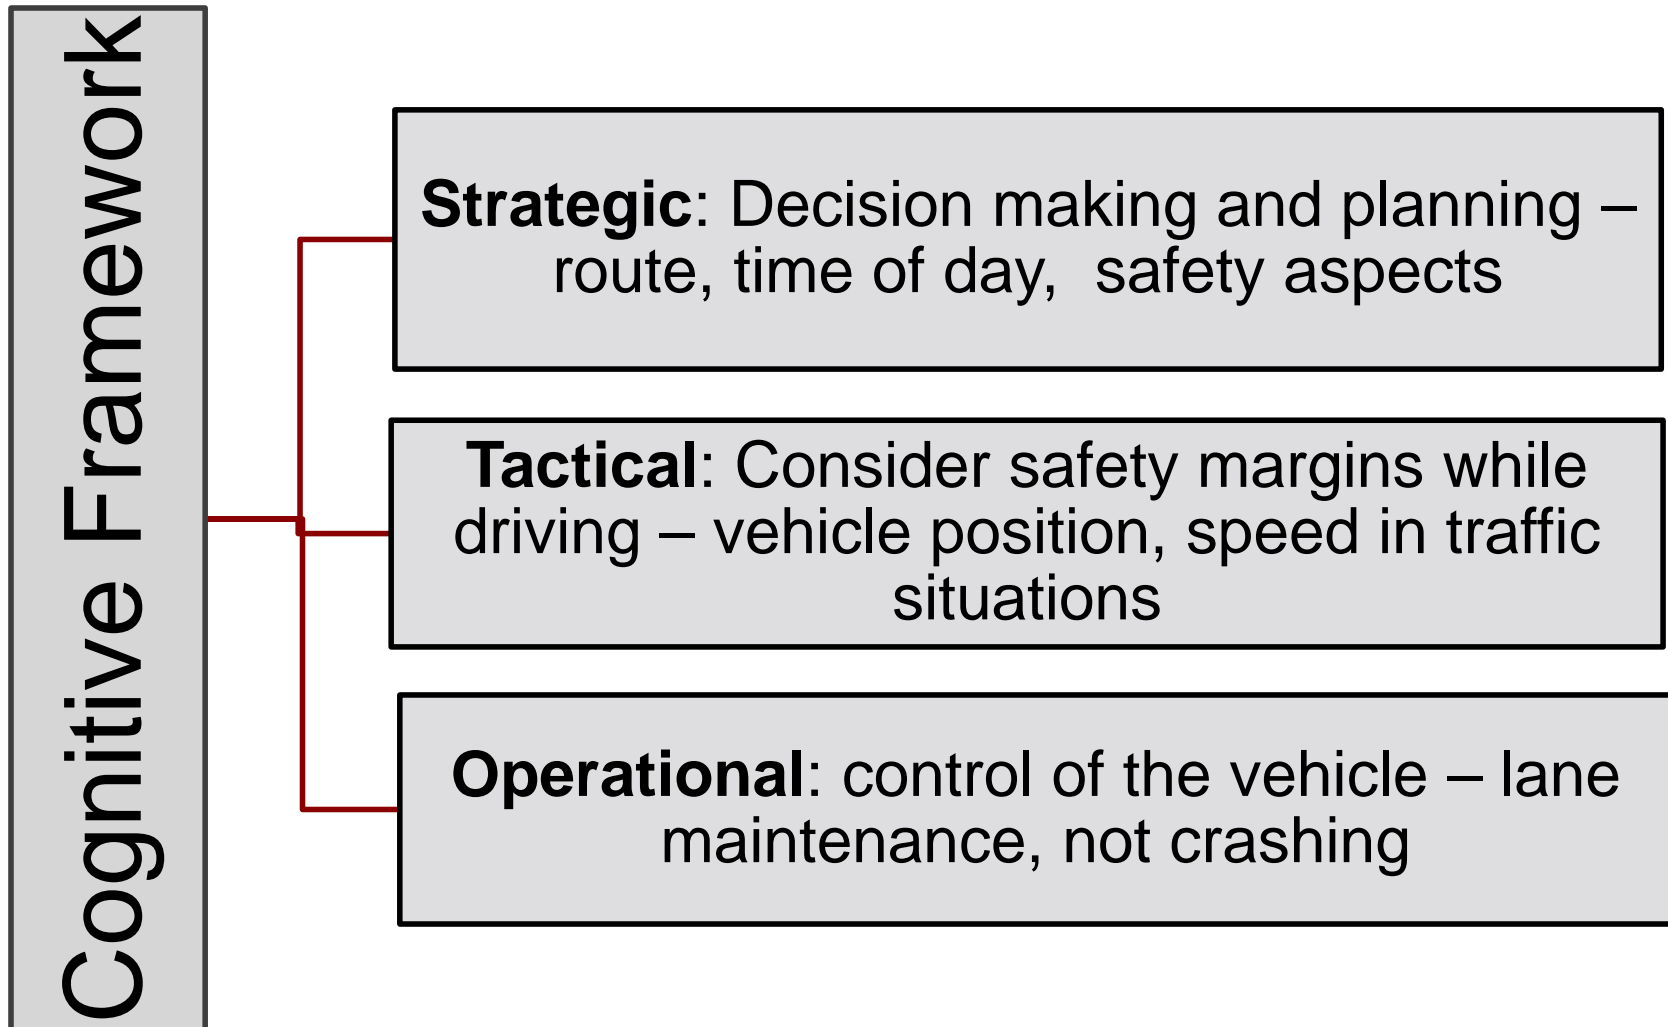 Cognitive Framework
Strategic: Decision making and planning –
route, time of day,  safety aspects
Tactical: Consider safety margins while
driving – vehicle position, speed in traffic
situations
Operational: control of the vehicle – lane
maintenance, not crashing